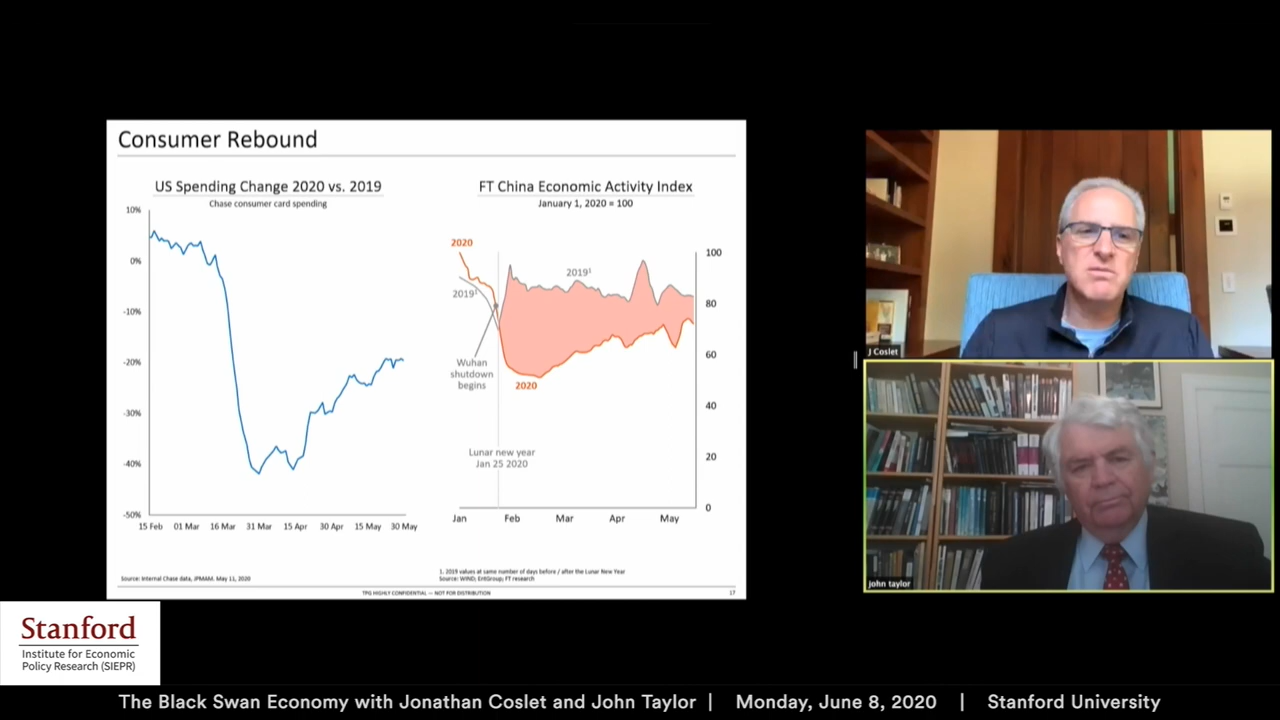 Consumer Rebound
US Spending Change 2020 vs. 2019
Chase consumer card spending
10%
0%
-10%
-20%
-30%
-40%
-50%
15 Feb 01 Mar 16 Mar 31 Mar 15 Apr 30 Apr 15 May 30 May
FT China Economic Activity Index
January 1, 2020 = 100
2020
2019¹
2019¹
Wuhan
shutdown
begins
2020
Lunar new year
Jan 25 2020
100
80
60
40
20
0
Jan Feb Mar Apr May
Source: Internal Chase data, JPMAM. May 11, 2020
1. 2019 values at same number of days before / after the Lunar New Year
Source: WIND; EntGroup; FT research
TPG HIGHLY CONFIDENTIAL — NOT FOR DISTRIBUTION
17
J Coslet
john taylor
Stanford
Institute for Economic
Policy Research (SIEPR)
The Black Swan Economy with Jonathan Coslet and John Taylor | Monday, June 8, 2020 | Stanford University